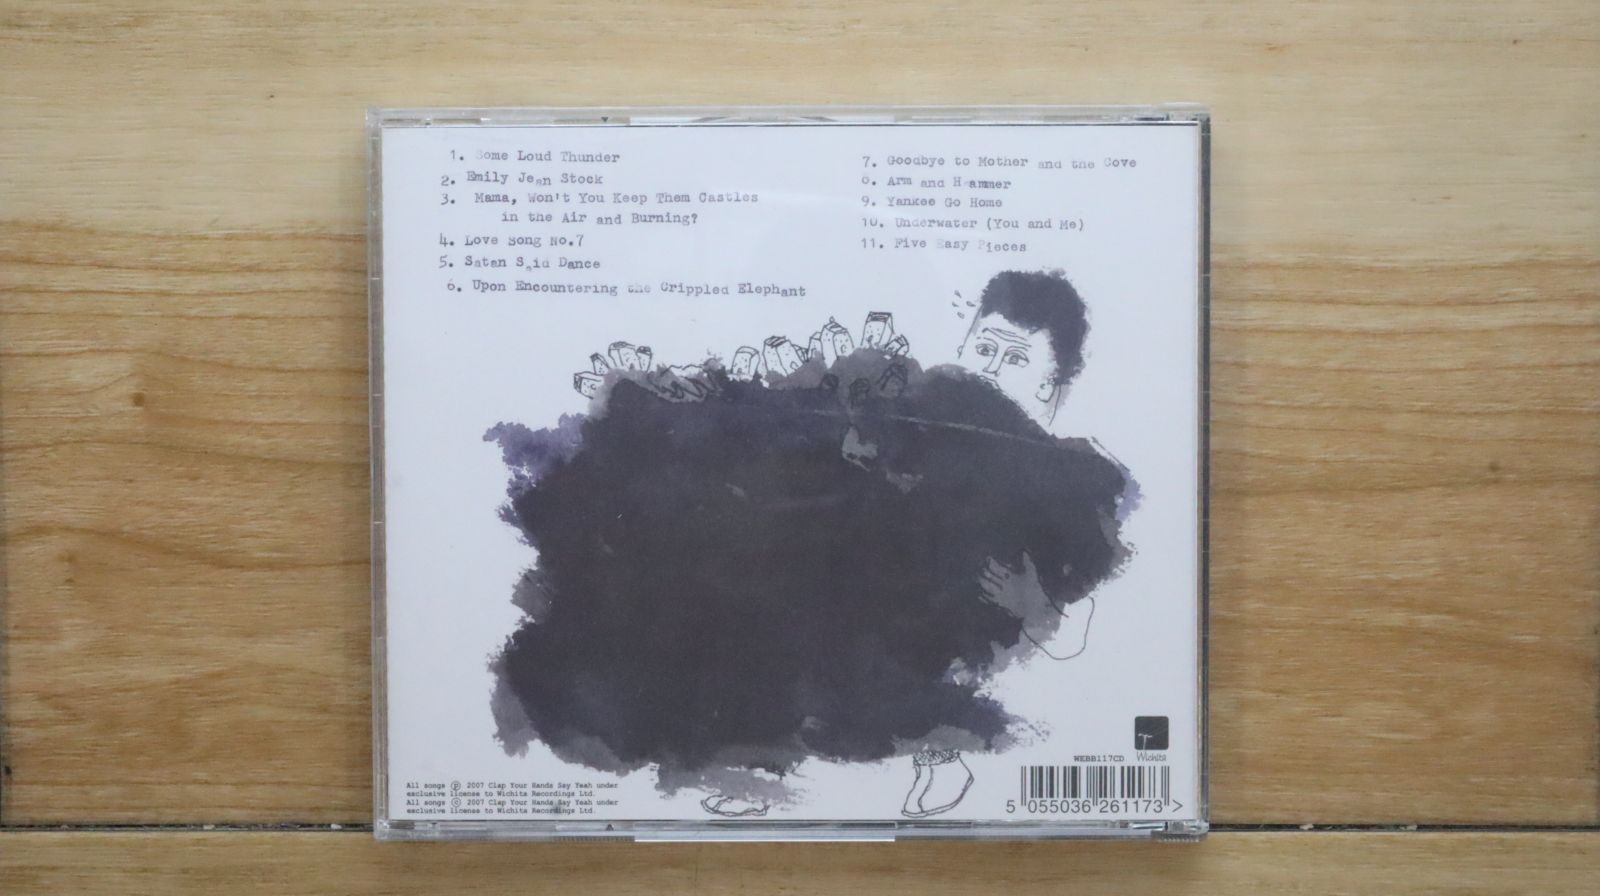 1. Some Loud Thunder
2. Emily Jean Stock
3. Mama, Won't You Keep Them Castles
in the Air and Burning?
4. Love Song No.7
5. Satan Said Dance
6. Upon Encountering the Crippled Elephant
7. Goodbye to Mother and the Cove
8. Arm and Hammer
9. Yankee Go Home
10. Underwater (You and Me)
11. Five Easy Pieces
Wichita
WEBB117CD
5 055036 261173 >
All songs ℗ 2007 Clap Your Hands Say Yeah under
exclusive license to Wichita Recordings Ltd.
All songs © 2007 Clap Your Hands Say Yeah under
exclusive license to Wichita Recordings Ltd.